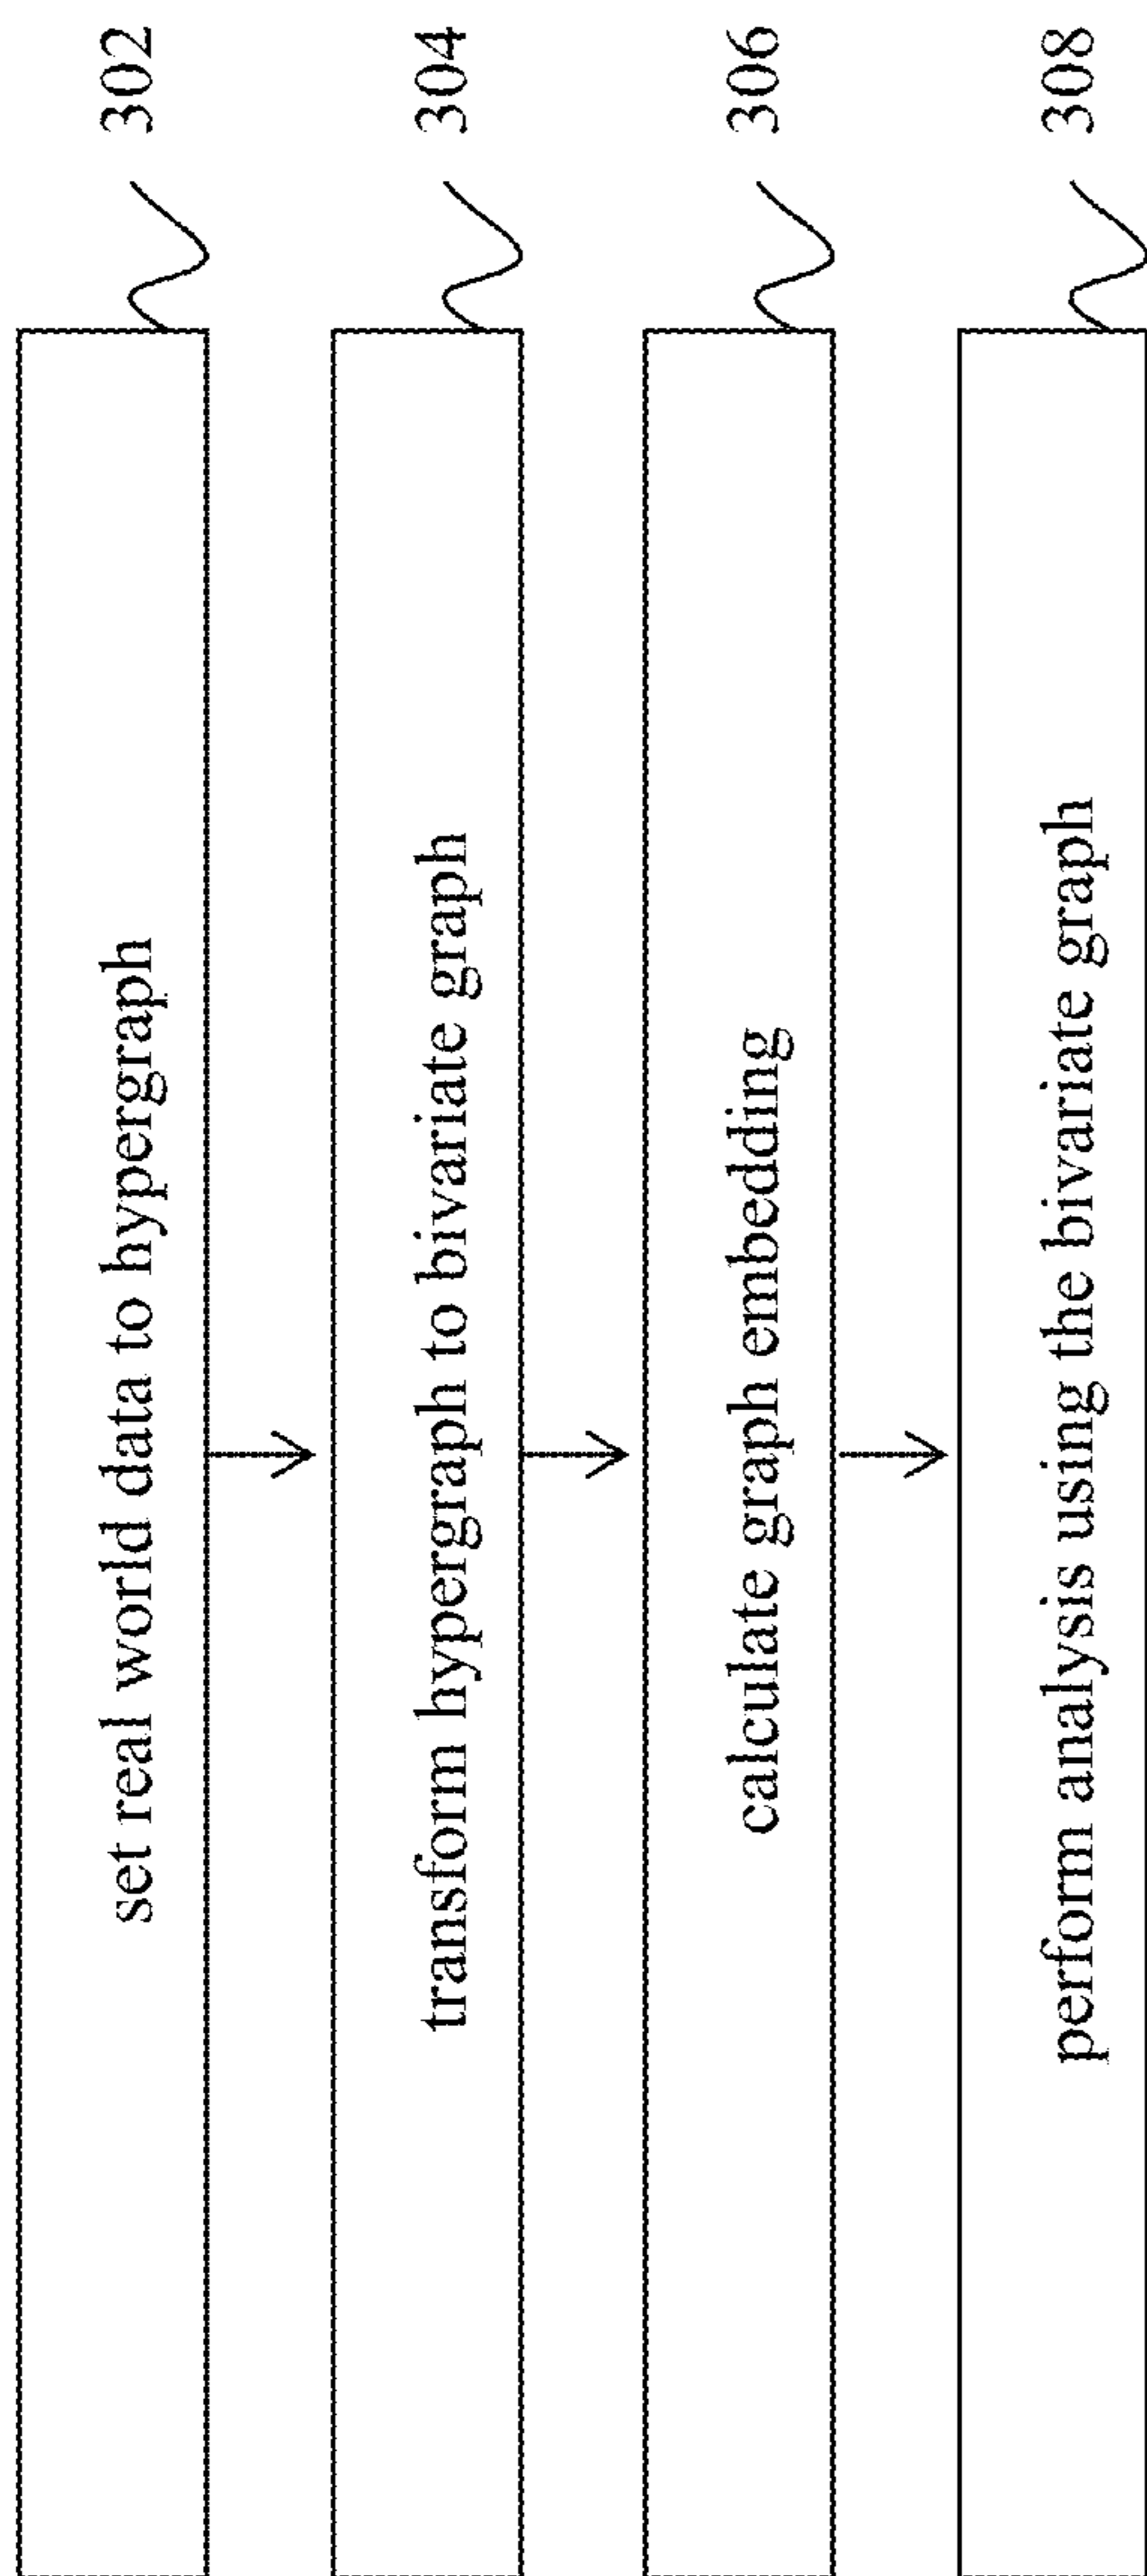 set real world data to hypergraph 302
transform hypergraph to bivariate graph 304
calculate graph embedding 306
perform analysis using the bivariate graph 308